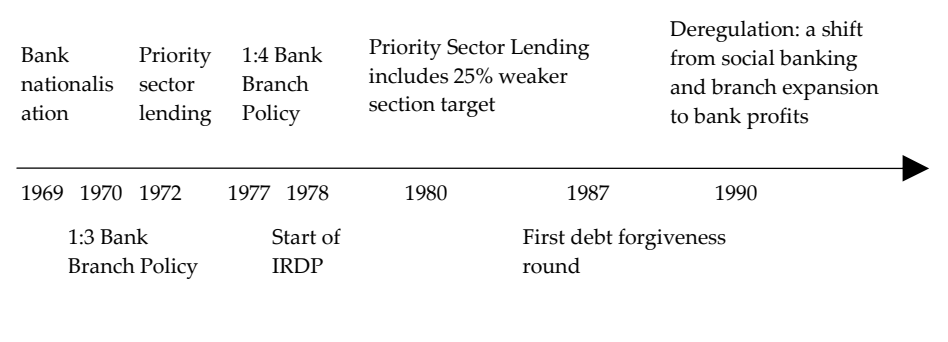 Bank
nationalis
ation
Priority
sector
lending
1:4 Bank
Branch
Policy
Priority Sector Lending
includes 25% weaker
section target
Deregulation: a shift
from social banking
and branch expansion
to bank profits
1969 1970 1972 1977 1978 1980 1987 1990
1:3 Bank
Branch Policy
Start of
IRDP
First debt forgiveness
round